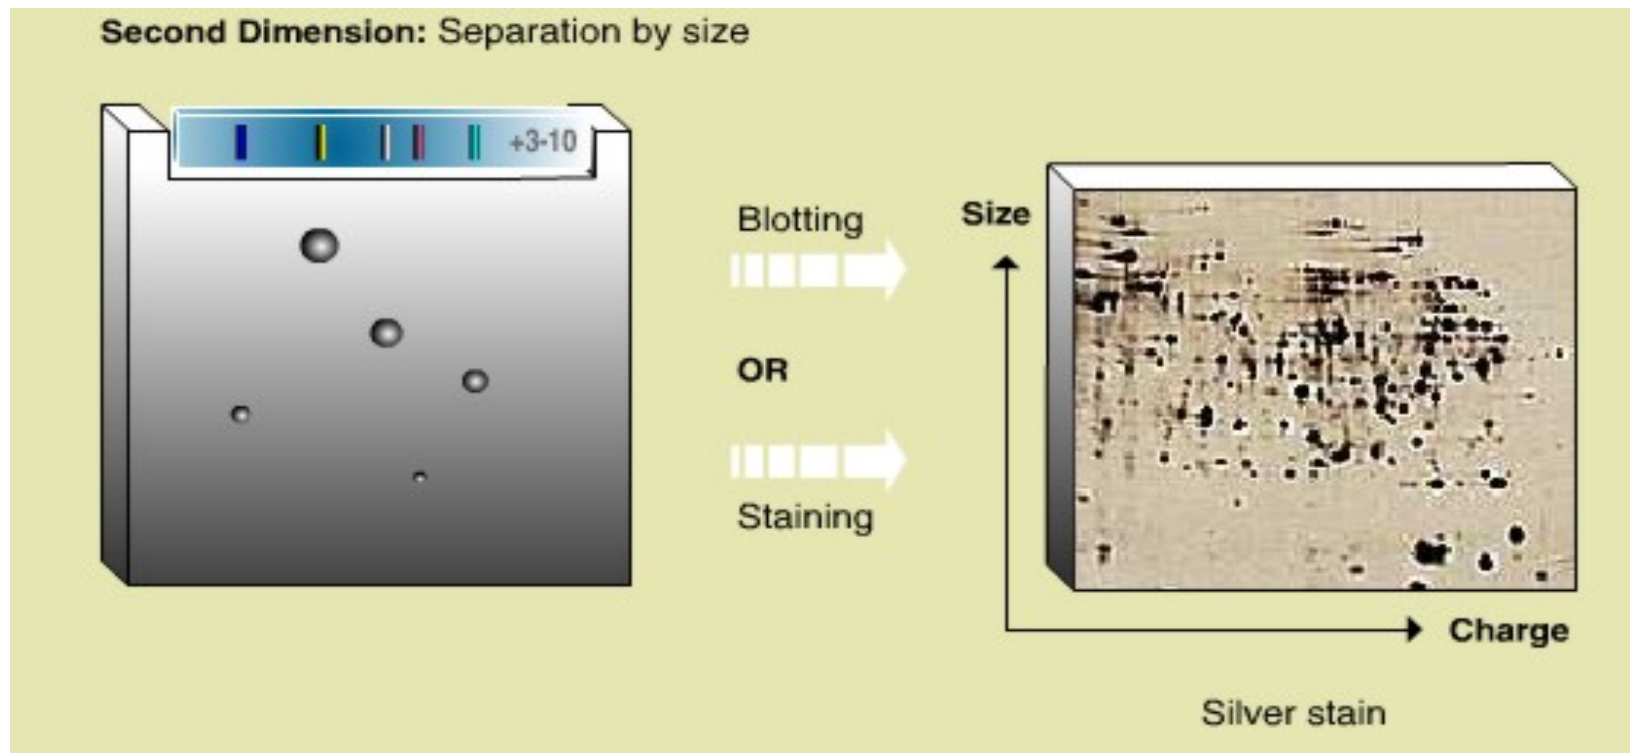 Second Dimension: Separation by size
+3-10
Blotting
OR
Staining
Size
Charge
Silver stain